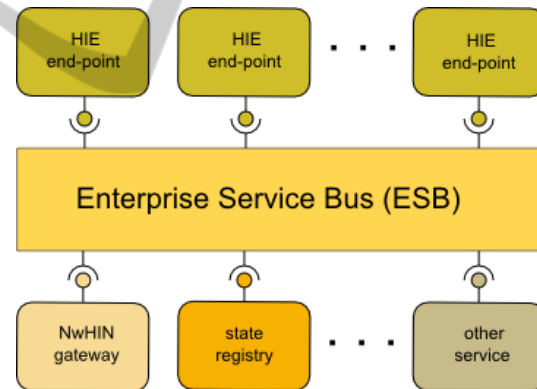 HIE
end-point
HIE
end-point
. . .
HIE
end-point
Enterprise Service Bus (ESB)
NwHIN
gateway
state
registry
. . .
other
service